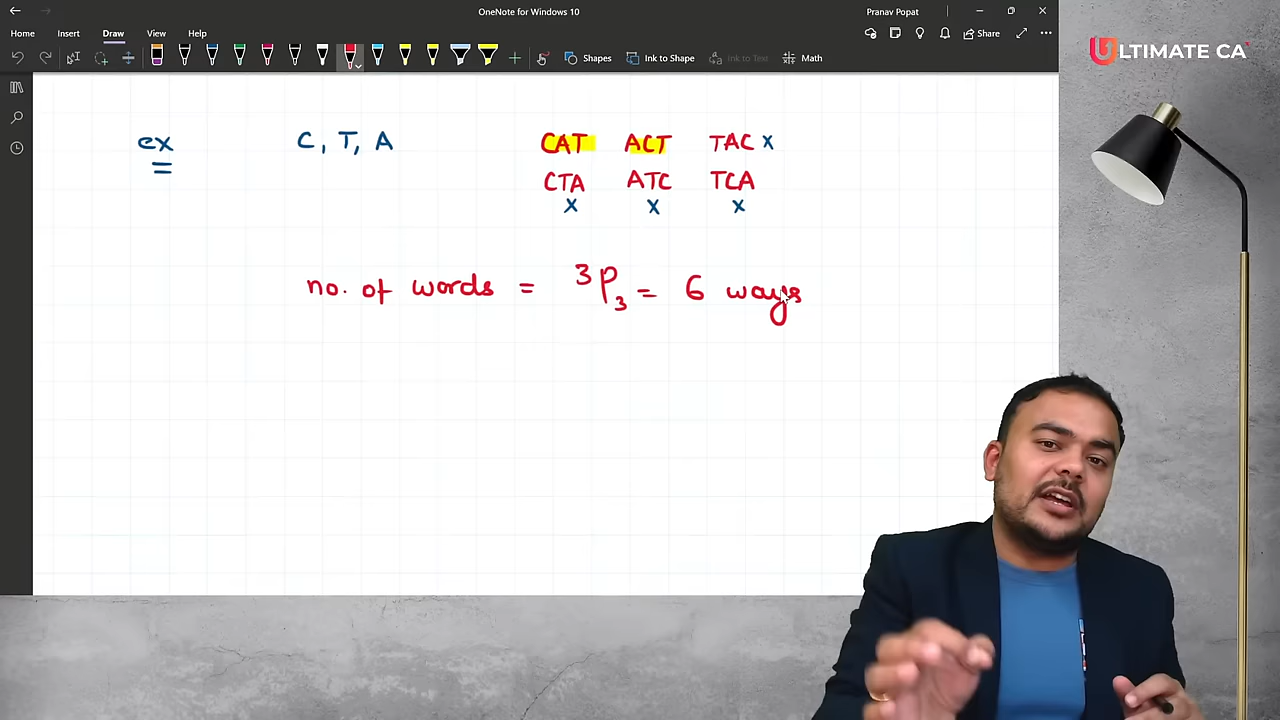 OneNote for Windows 10
Pranav Popat
Home Insert Draw View Help
Share
Shapes Ink to Shape Ink to Text Math
ULTIMATE CA
ex C, T, A CAT ACT TAC x
CTA ATC TCA
x x x
no. of words = ³P₃ = 6 ways